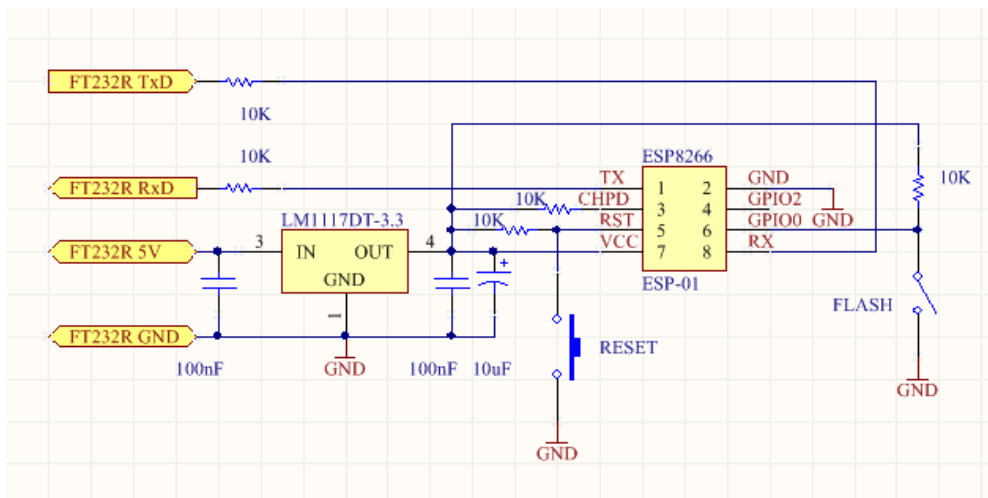 FT232R TxD
10K
10K
ESP8266
FT232R RxD
TX
1
2
GND
10K
10K
CHPD
3
4
GPIO2
LM1117DT-3.3
10K
RST
5
6
GPIO0
GND
FT232R 5V
3
IN
OUT
4
VCC
7
8
RX
GND
+
ESP-01
FLASH
1
FT232R GND
RESET
100nF
GND
100nF
10uF
GND
GND